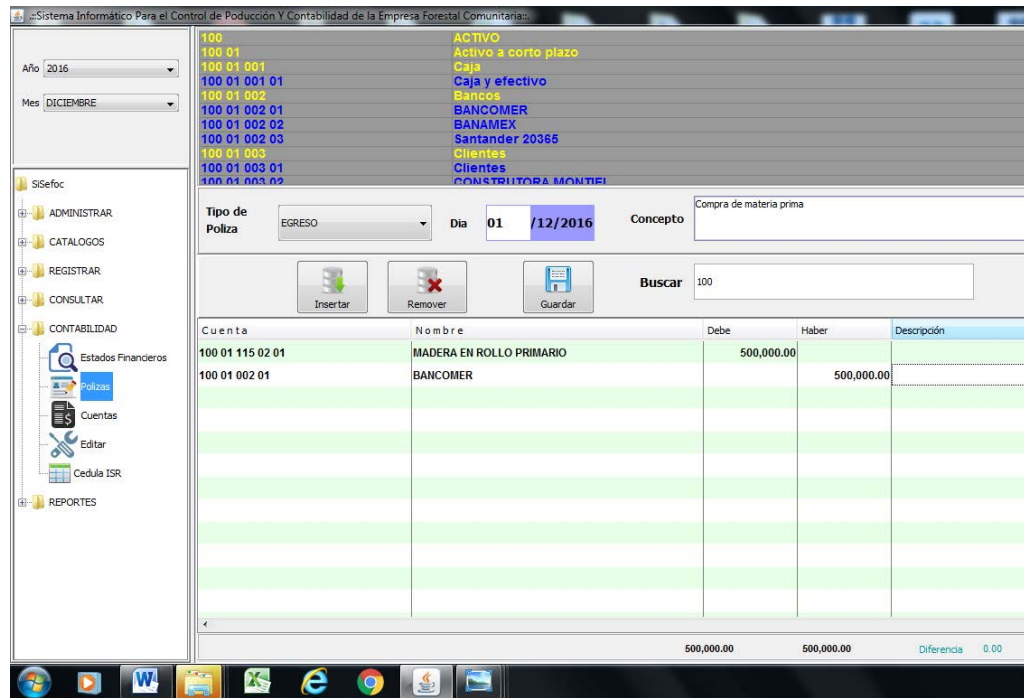 .::Sistema Informático Para el Control de Poducción Y Contabilidad de la Empresa Forestal Comunitaria::.
Año 2016
Mes DICIEMBRE
100 ACTIVO
100 01 Activo a corto plazo
100 01 001 Caja
100 01 001 01 Caja y efectivo
100 01 002 Bancos
100 01 002 01 BANCOMER
100 01 002 02 BANAMEX
100 01 002 03 Santander 20365
100 01 003 Clientes
100 01 003 01 Clientes
100 01 003 02 CONSTRUTORA MONTIEL
SiSefoc
ADMINISTRAR
CATALOGOS
REGISTRAR
CONSULTAR
CONTABILIDAD
Estados Financieros
Polizas
Cuentas
Editar
Cedula ISR
REPORTES
Tipo de Poliza EGRESO Dia 01 /12/2016 Concepto Compra de materia prima
Insertar Remover Guardar Buscar 100
Cuenta Nombre Debe Haber Descripción
100 01 115 02 01 MADERA EN ROLLO PRIMARIO 500,000.00
100 01 002 01 BANCOMER 500,000.00
500,000.00 500,000.00 Diferencia 0.00